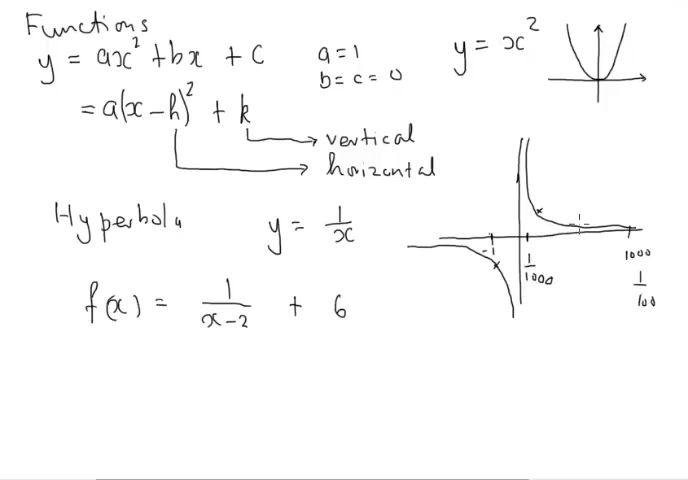 Functions
y = ax² + bx + c
a = 1
b = c = 0
y = x²
= a(x - h)² + k
vertical
horizontal
Hyperbola
y = 1/x
-1
1/1000
1000
1/100
f(x) = 1/(x-2) + 6